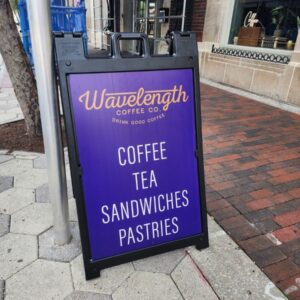 Wavelength
COFFEE CO.
DRINK GOOD COFFEE
COFFEE
TEA
SANDWICHES
PASTRIES